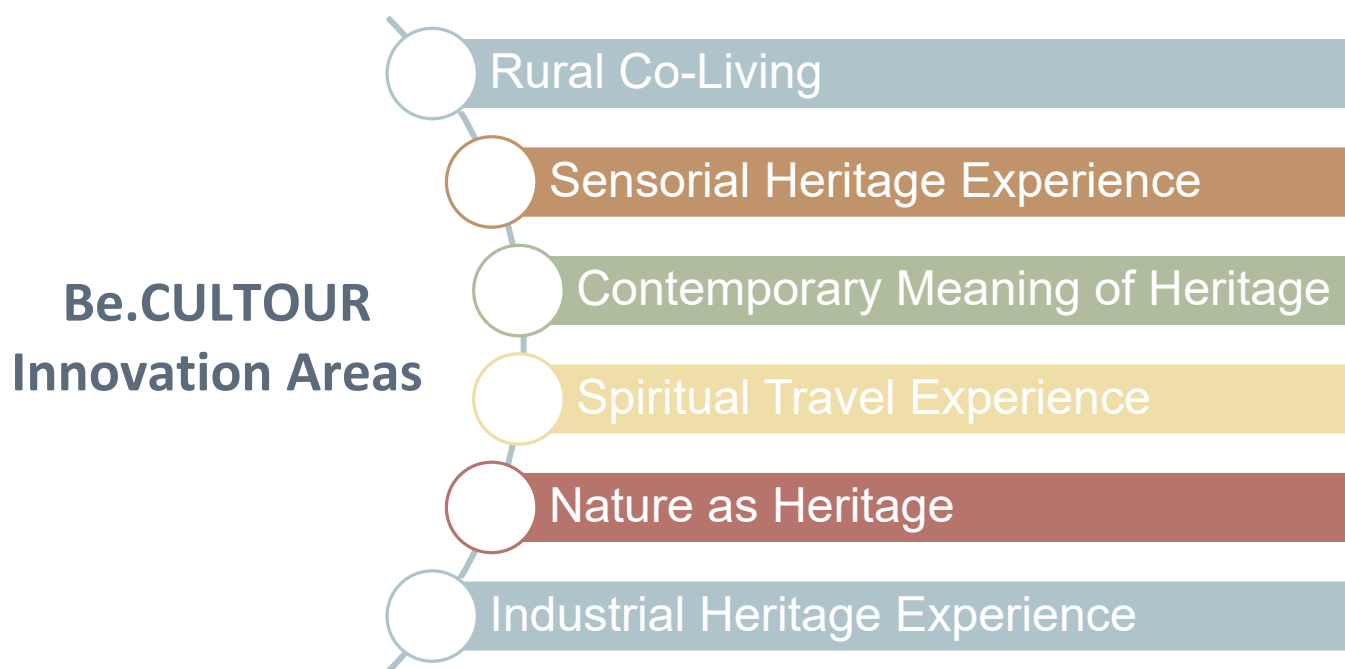 Be.CULTOUR
Innovation Areas
Rural Co-Living
Sensorial Heritage Experience
Contemporary Meaning of Heritage
Spiritual Travel Experience
Nature as Heritage
Industrial Heritage Experience